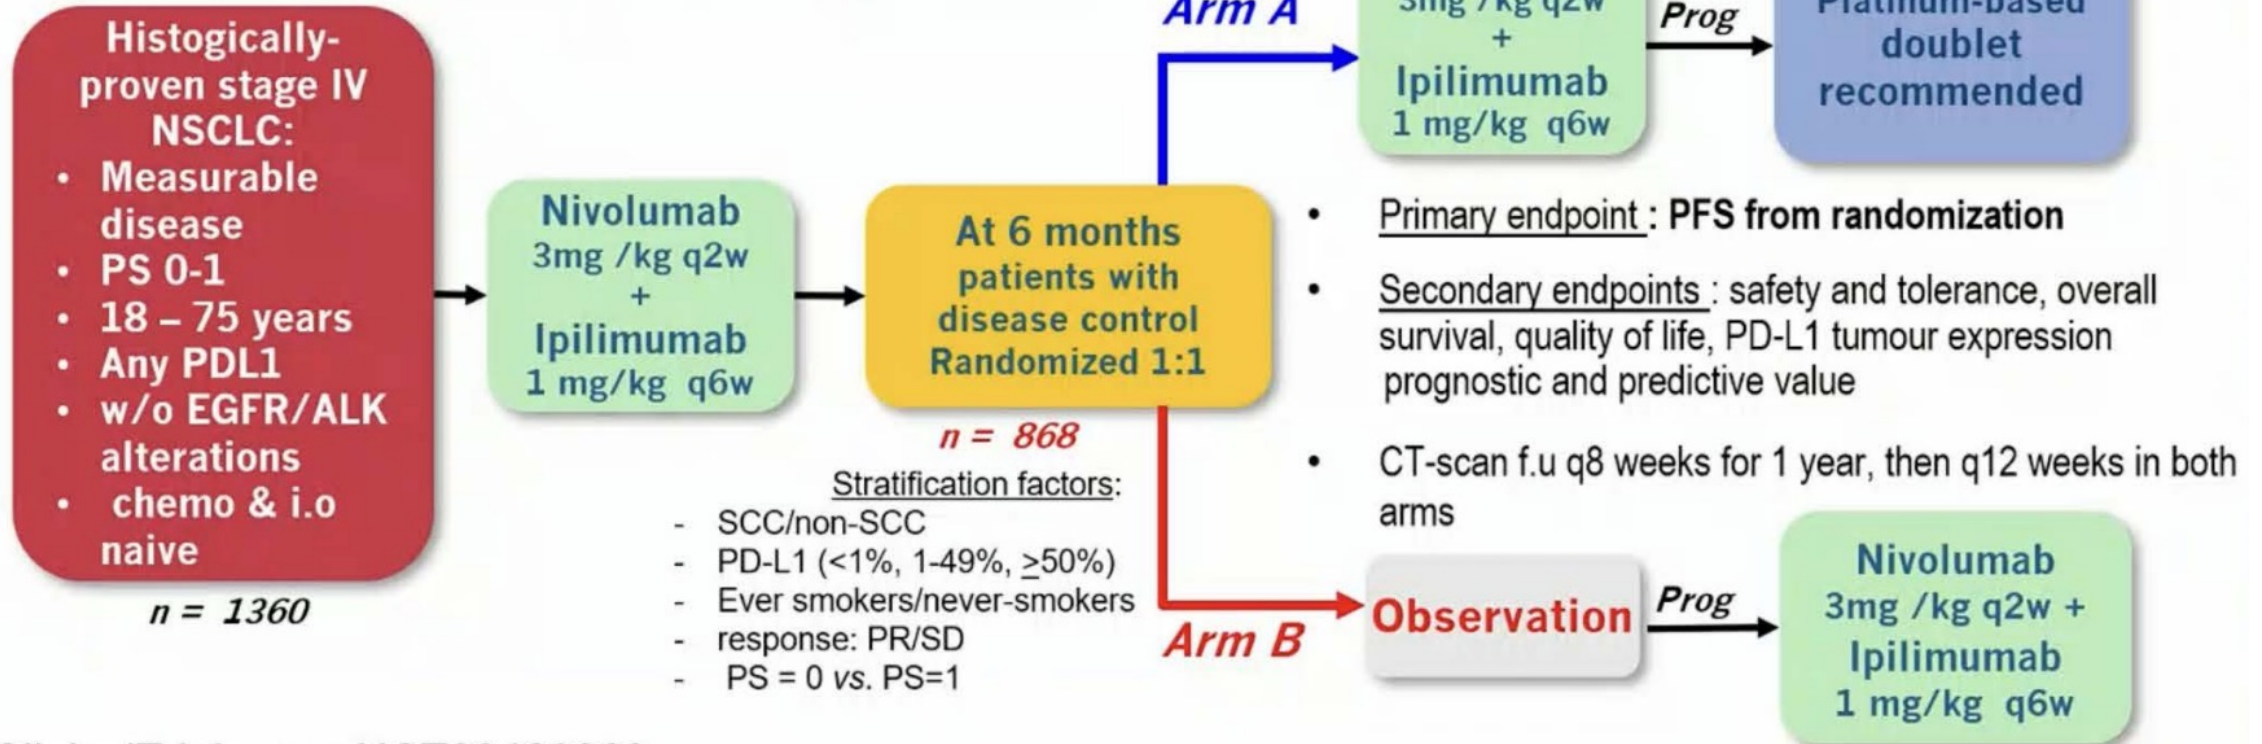 Histogically-
proven stage IV
NSCLC:
• Measurable
disease
• PS 0-1
• 18 – 75 years
• Any PDL1
• w/o EGFR/ALK
alterations
• chemo & i.o
naive
n = 1360
Nivolumab
3mg /kg q2w
+
Ipilimumab
1 mg/kg q6w
At 6 months
patients with
disease control
Randomized 1:1
n = 868
Stratification factors:
- SCC/non-SCC
- PD-L1 (<1%, 1-49%, ≥50%)
- Ever smokers/never-smokers
- response: PR/SD
- PS = 0 vs. PS=1
Arm A
3mg /kg q2w
+
Ipilimumab
1 mg/kg q6w
Prog
Platinum-based
doublet
recommended
• Primary endpoint : PFS from randomization
• Secondary endpoints : safety and tolerance, overall
survival, quality of life, PD-L1 tumour expression
prognostic and predictive value
• CT-scan f.u q8 weeks for 1 year, then q12 weeks in both
arms
Arm B
Observation
Prog
Nivolumab
3mg /kg q2w +
Ipilimumab
1 mg/kg q6w